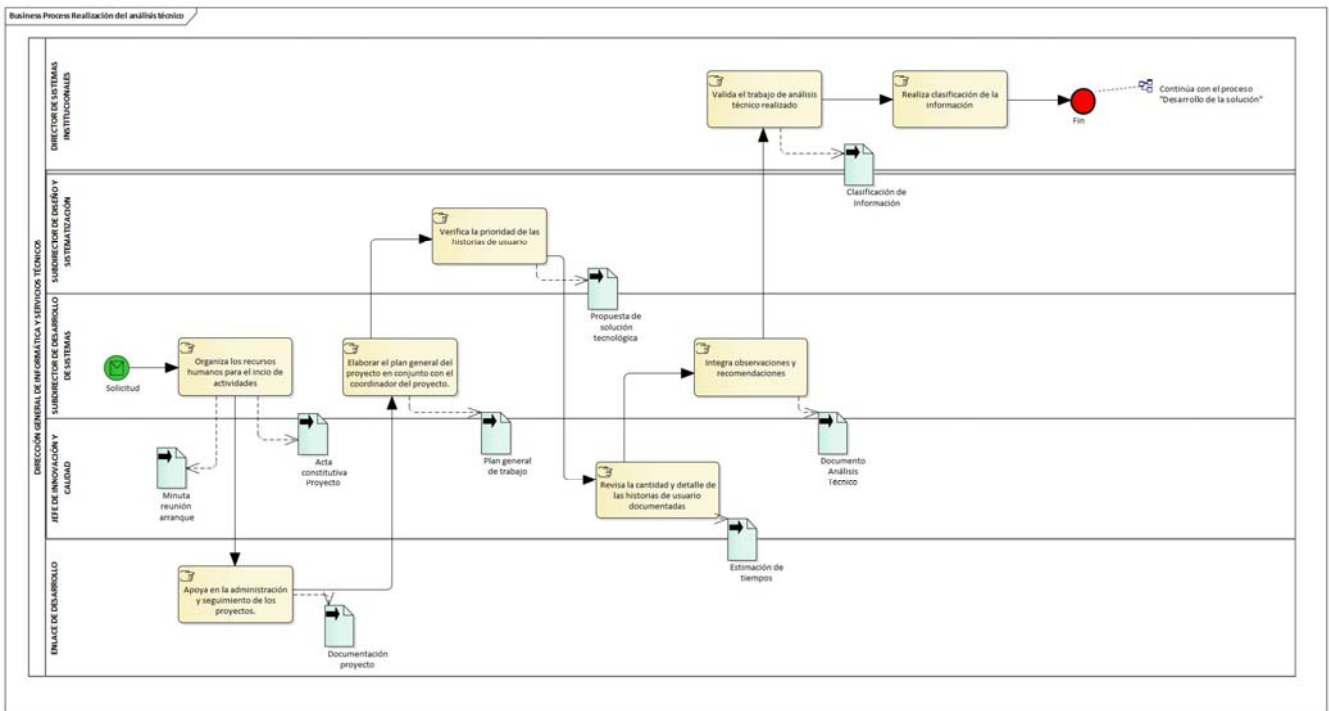 Business Process Realización del análisis técnico
DIRECCIÓN GENERAL DE INFORMÁTICA Y SERVICIOS TÉCNICOS
DIRECTOR DE SISTEMAS
INSTITUCIONALES
Valida el trabajo de análisis
técnico realizado
Realiza clasificación de la
información
Fin
Continúa con el proceso
"Desarrollo de la solución"
Clasificación de
Información
SUBDIRECTOR DE DISEÑO Y
SISTEMATIZACIÓN
Verifica la prioridad de las
historias de usuario
Propuesta de
solución
tecnológica
SUBDIRECTOR DE DESARROLLO
DE SISTEMAS
Solicitud
Organiza los recursos
humanos para el incio de
actividades
Elaborar el plan general del
proyecto en conjunto con el
coordinador del proyecto.
Integra observaciones y
recomendaciones
JEFE DE INNOVACIÓN Y
CALIDAD
Minuta
reunión
arranque
Acta
constitutiva
Proyecto
Plan general
de trabajo
Revisa la cantidad y detalle de
las historias de usuario
documentadas
Documento
Análisis
Técnico
Estimación de
tiempos
ENLACE DE DESARROLLO
Apoya en la administración
y seguimiento de los
proyectos.
Documentación
proyecto